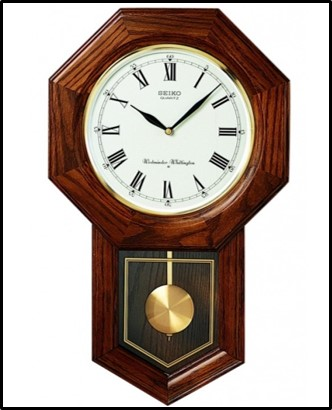 SEIKO
QUARTZ
Westminster-Whittington
XII
I
II
III
IIII
V
VI
VII
VIII
IX
X
XI